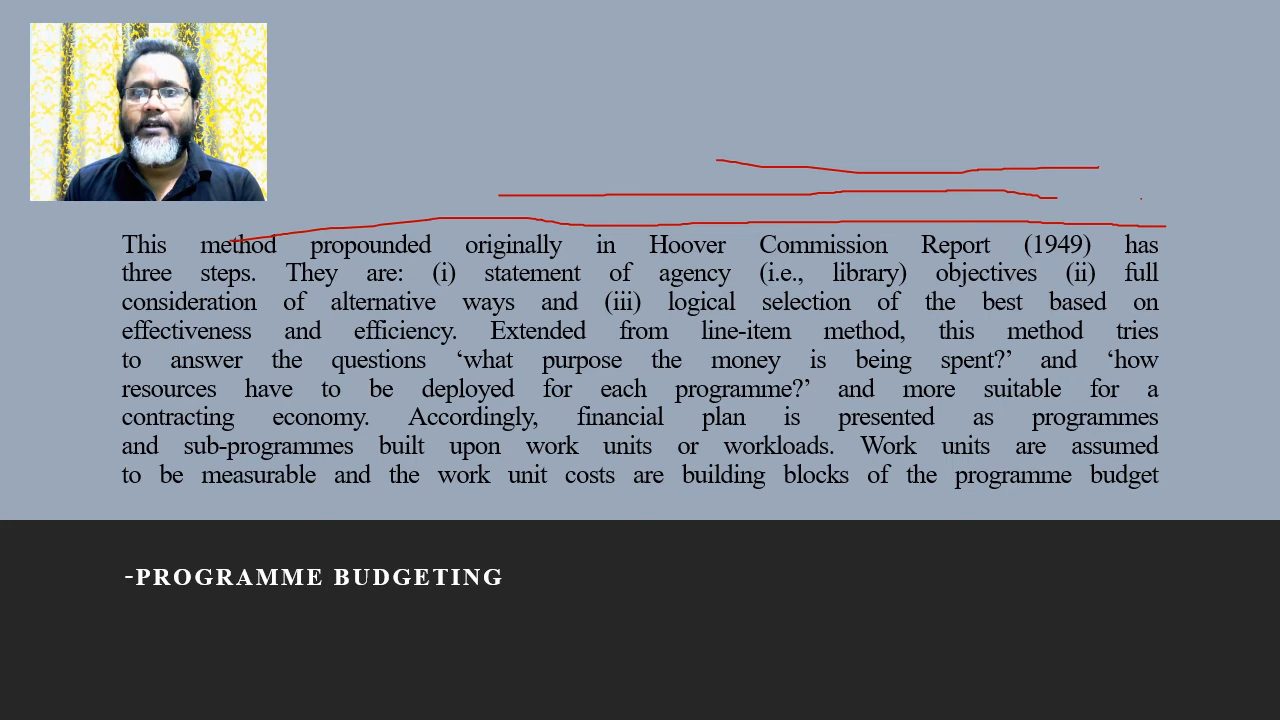 This method propounded originally in Hoover Commission Report (1949) has
three steps. They are: (i) statement of agency (i.e., library) objectives (ii) full
consideration of alternative ways and (iii) logical selection of the best based on
effectiveness and efficiency. Extended from line-item method, this method tries
to answer the questions ‘what purpose the money is being spent?’ and ‘how
resources have to be deployed for each programme?’ and more suitable for a
contracting economy. Accordingly, financial plan is presented as programmes
and sub-programmes built upon work units or workloads. Work units are assumed
to be measurable and the work unit costs are building blocks of the programme budget
-PROGRAMME BUDGETING